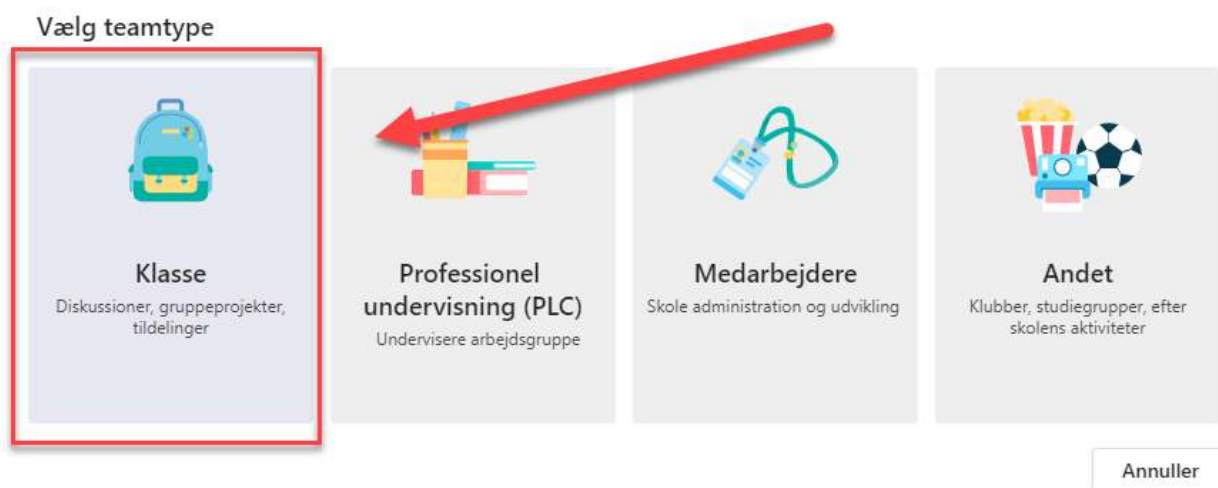 Vælg teamtype
Klasse
Diskussioner, gruppeprojekter,
tildelinger
Professionel
undervisning (PLC)
Undervisere arbejdsgruppe
Medarbejdere
Skole administration og udvikling
Andet
Klubber, studiegrupper, efter
skolens aktiviteter
Annuller